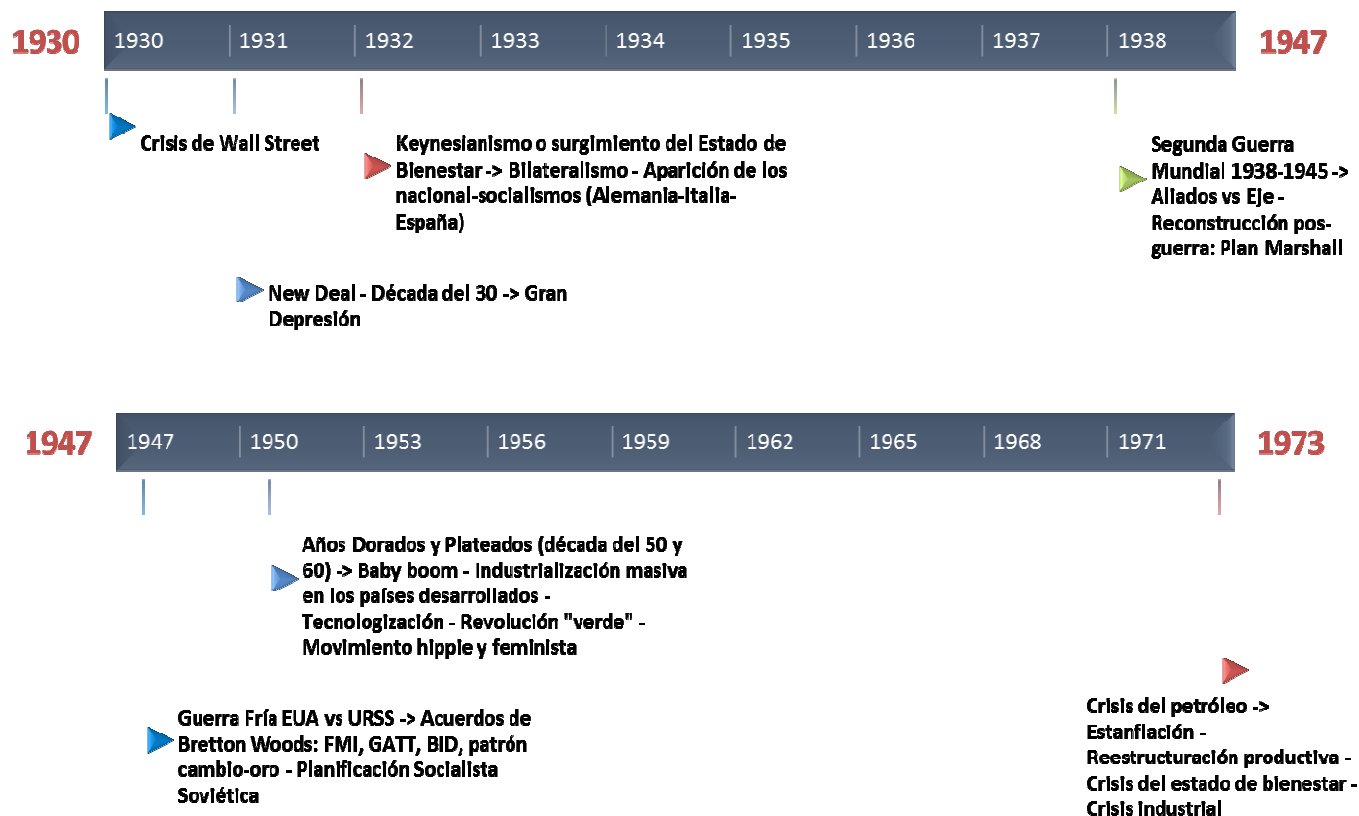 1930 1930 1931 1932 1933 1934 1935 1936 1937 1938 1947
Crisis de Wall Street
Keynesianismo o surgimiento del Estado de
Bienestar -> Bilateralismo - Aparición de los
nacional-socialismos (Alemania-Italia-
España)
Segunda Guerra
Mundial 1938-1945 ->
Aliados vs Eje -
Reconstrucción pos-
guerra: Plan Marshall
New Deal - Década del 30 -> Gran
Depresión
1947 1947 1950 1953 1956 1959 1962 1965 1968 1971 1973
Años Dorados y Plateados (década del 50 y
60) -> Baby boom - Industrialización masiva
en los países desarrollados -
Tecnologización - Revolución "verde" -
Movimiento hippie y feminista
Guerra Fría EUA vs URSS -> Acuerdos de
Bretton Woods: FMI, GATT, BID, patrón
cambio-oro - Planificación Socialista
Soviética
Crisis del petróleo ->
Estanflación -
Reestructuración productiva -
Crisis del estado de bienestar -
Crisis industrial